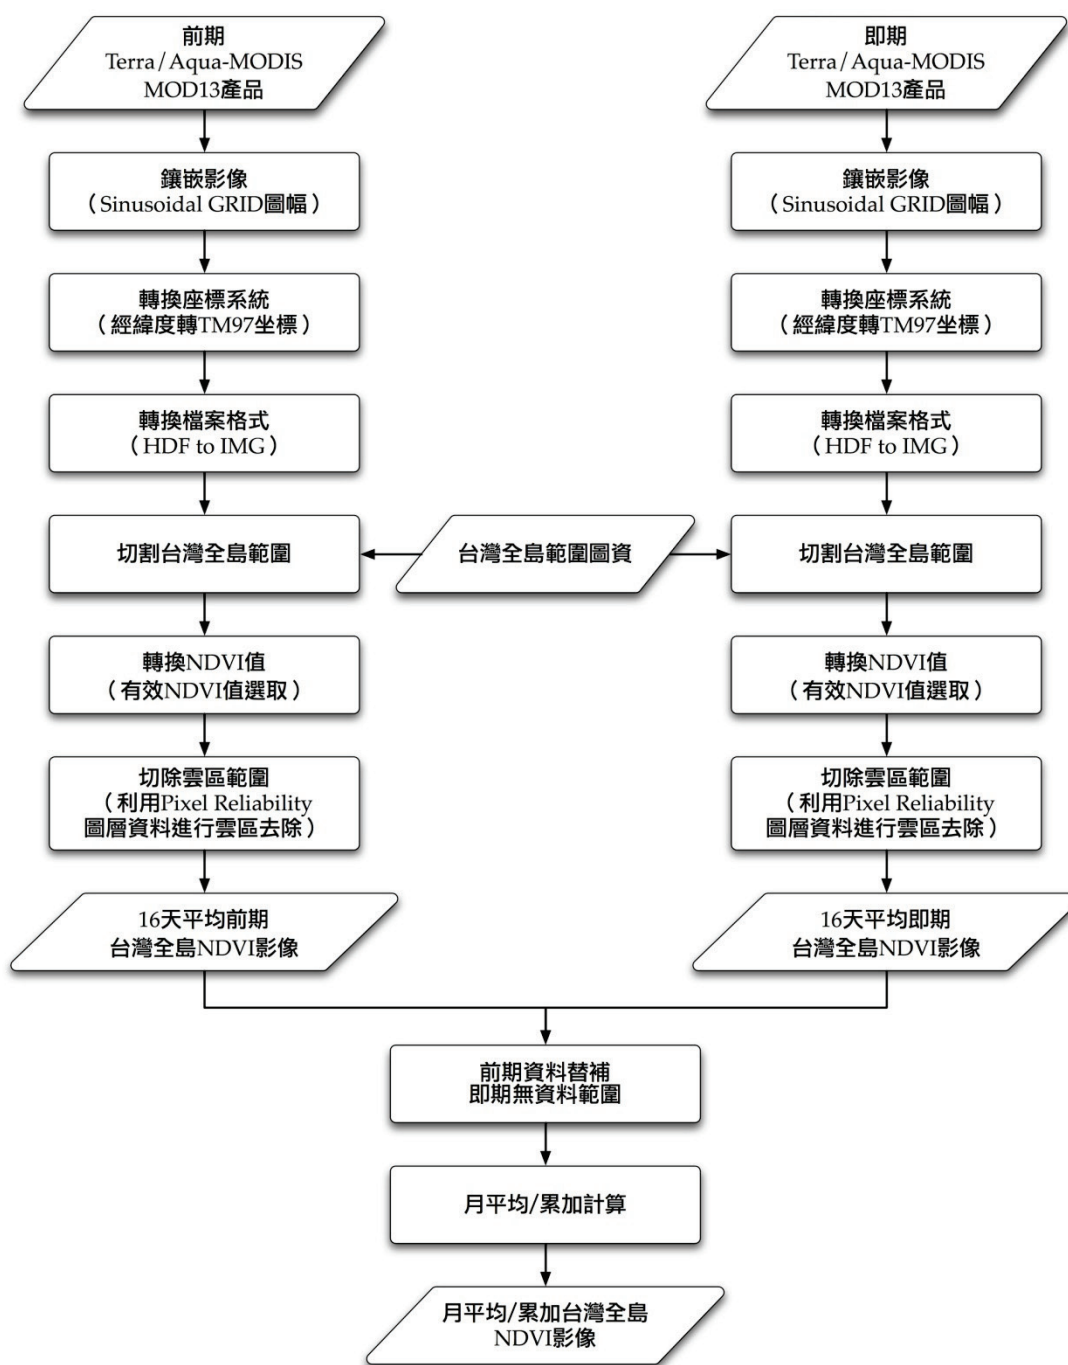 前期
Terra/Aqua-MODIS
MOD13產品
鑲嵌影像
（Sinusoidal GRID圖幅）
轉換座標系統
（經緯度轉TM97坐標）
轉換檔案格式
（HDF to IMG）
切割台灣全島範圍
轉換NDVI值
（有效NDVI值選取）
切除雲區範圍
（利用Pixel Reliability
圖層資料進行雲區去除）
16天平均前期
台灣全島NDVI影像
台灣全島範圍圖資
即期
Terra/Aqua-MODIS
MOD13產品
鑲嵌影像
（Sinusoidal GRID圖幅）
轉換座標系統
（經緯度轉TM97坐標）
轉換檔案格式
（HDF to IMG）
切割台灣全島範圍
轉換NDVI值
（有效NDVI值選取）
切除雲區範圍
（利用Pixel Reliability
圖層資料進行雲區去除）
16天平均即期
台灣全島NDVI影像
前期資料替補
即期無資料範圍
月平均/累加計算
月平均/累加台灣全島
NDVI影像